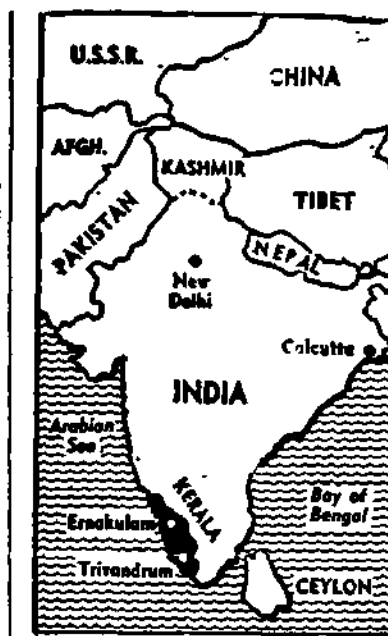 U.S.S.R.
CHINA
AFGH.
KASHMIR
TIBET
PAKISTAN
NEPAL
New
Delhi
Calcutta
INDIA
Arabian
Sea
KERALA
Bay of
Bengal
Ernakulam
Trivandrum
CEYLON